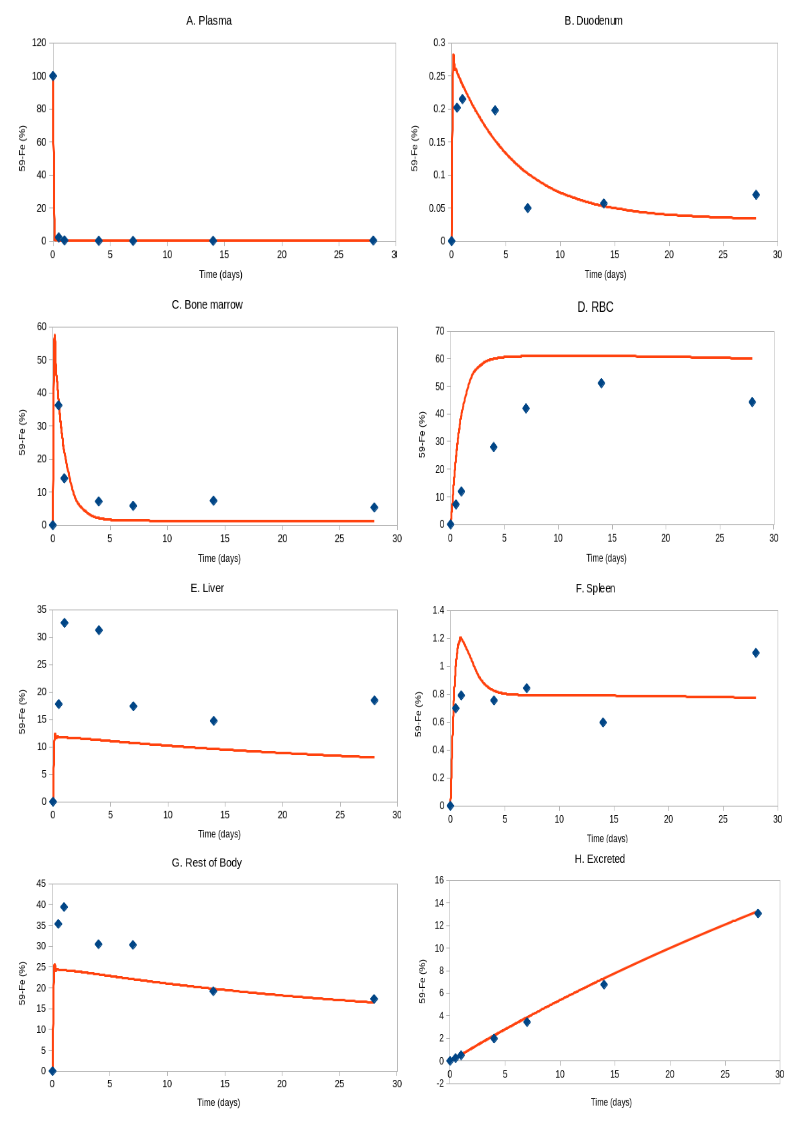 A. Plasma
120
100
80
60
40
20
0
59-Fe (%)
0 5 10 15 20 25 3
Time (days)
B. Duodenum
0.3
0.25
0.2
0.15
0.1
0.05
0
59-Fe (%)
0 5 10 15 20 25 30
Time (days)
C. Bone marrow
60
50
40
30
20
10
0
59-Fe (%)
0 5 10 15 20 25 30
Time (days)
D. RBC
70
60
50
40
30
20
10
0
59-Fe (%)
0 5 10 15 20 25 30
Time (days)
E. Liver
35
30
25
20
15
10
5
0
59-Fe (%)
0 5 10 15 20 25 30
Time (days)
F. Spleen
1.4
1.2
1
0.8
0.6
0.4
0.2
0
59-Fe (%)
0 5 10 15 20 25 30
Time (days)
G. Rest of Body
45
40
35
30
25
20
15
10
5
0
59-Fe (%)
0 5 10 15 20 25 30
Time (days)
H. Excreted
16
14
12
10
8
6
4
2
0
-2
59-Fe (%)
0 5 10 15 20 25 30
Time (days)